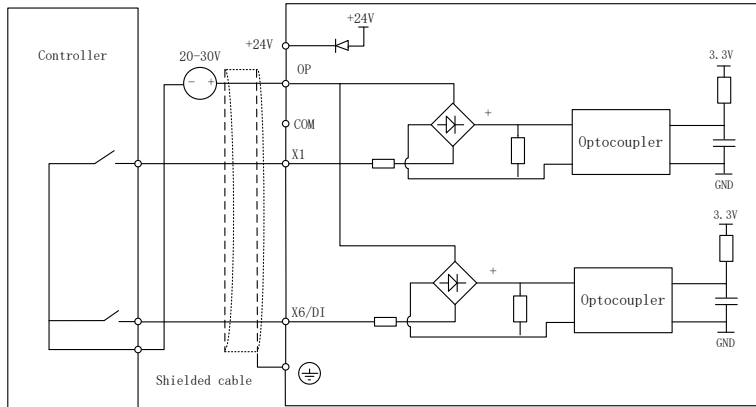 +24V
+24V
Controller
20-30V
OP
3.3V
+
COM
Optocoupler
X1
GND
3.3V
+
Optocoupler
X6/DI
GND
Shielded cable
- +